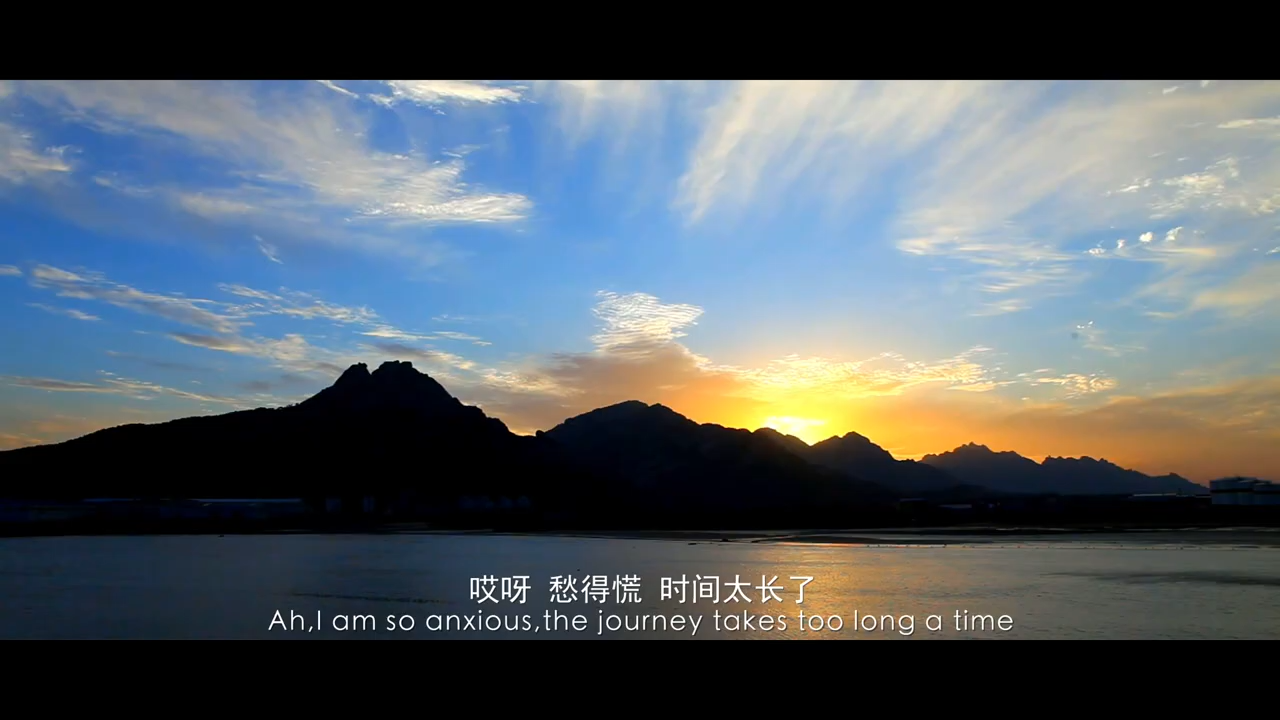 哎呀 愁得慌 时间太长了
Ah,I am so anxious,the journey takes too long a time